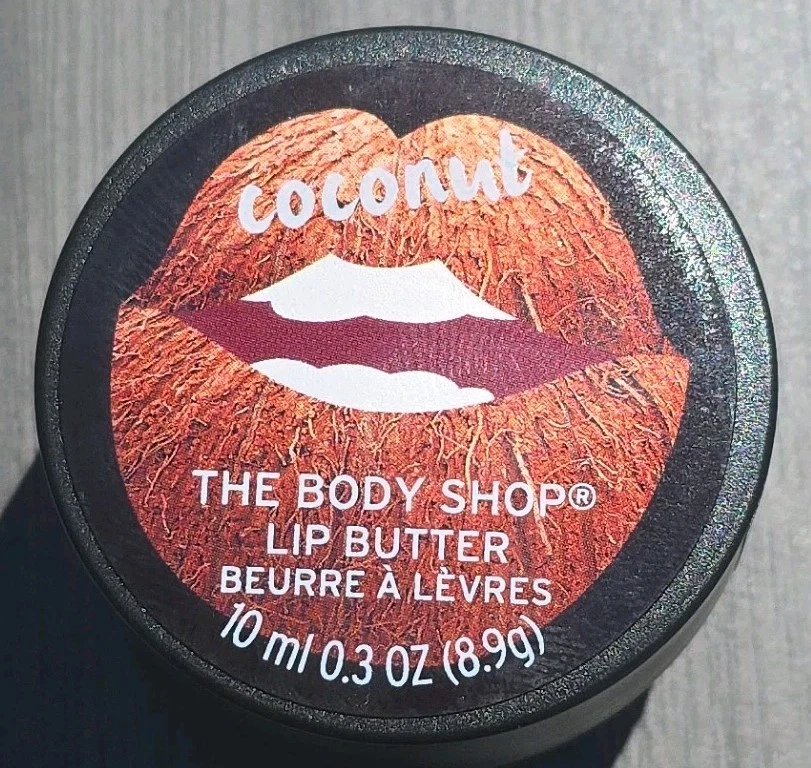 coconut
THE BODY SHOP®
LIP BUTTER
BEURRE À LÈVRES
10 ml 0.3 OZ (8.9g)